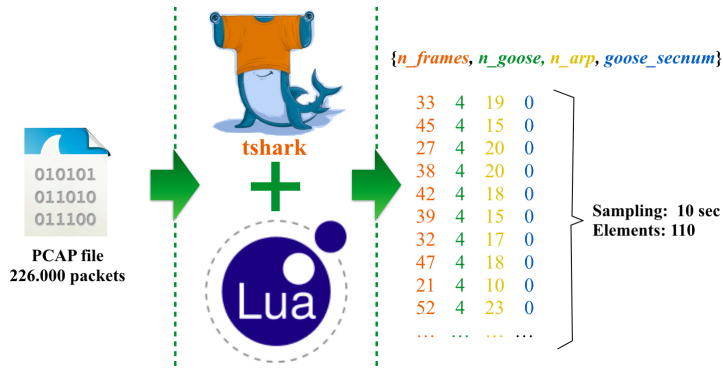 010101
011010
011100
PCAP file
226.000 packets
tshark
Lua
{n_frames, n_goose, n_arp, goose_secnum}
33 4 19 0
45 4 15 0
27 4 20 0
38 4 20 0
42 4 18 0
39 4 15 0
32 4 17 0
47 4 18 0
21 4 10 0
52 4 23 0
... ... ... ...
Sampling: 10 sec
Elements: 110